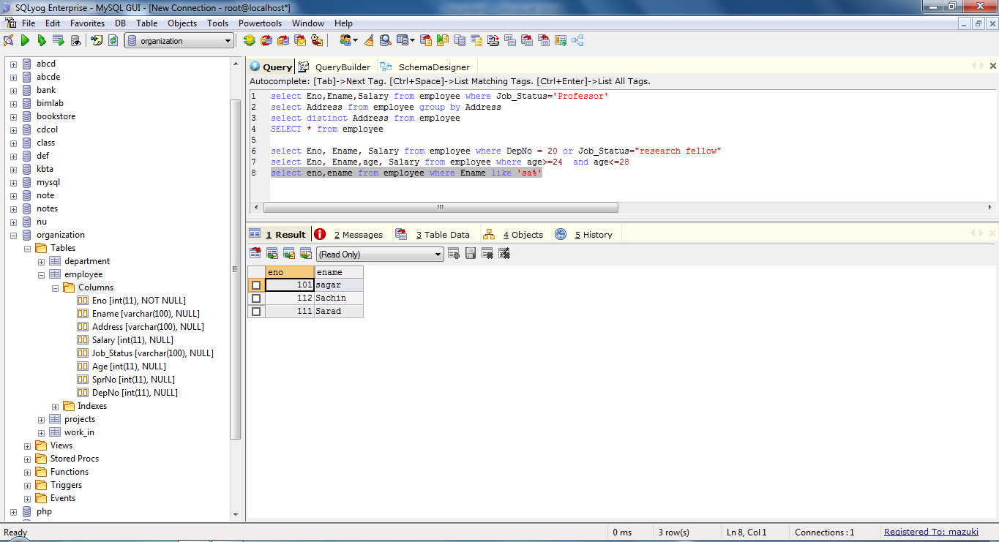 SQLyog Enterprise - MySQL GUI - [New Connection - root@localhost*]
File Edit Favorites DB Table Objects Tools Powertools Window Help
organization
abcd
abcde
bank
bimlab
bookstore
cdcol
class
def
kbta
mysql
note
notes
nu
organization
Tables
department
employee
Columns
Eno [int(11), NOT NULL]
Ename [varchar(100), NULL]
Address [varchar(100), NULL]
Salary [int(11), NULL]
Job_Status [varchar(100), NULL]
Age [int(11), NULL]
SprNo [int(11), NULL]
DepNo [int(11), NULL]
Indexes
projects
work_in
Views
Stored Procs
Functions
Triggers
Events
php
Query QueryBuilder SchemaDesigner
Autocomplete: [Tab]->Next Tag. [Ctrl+Space]->List Matching Tags. [Ctrl+Enter]->List All Tags.
1 select Eno,Ename,Salary from employee where Job_Status='Professor'
2 select Address from employee group by Address
3 select distinct Address from employee
4 SELECT * from employee
5
6 select Eno, Ename, Salary from employee where DepNo = 20 or Job_Status="research fellow"
7 select Eno, Ename,age, Salary from employee where age>=24  and age<=28
8 select eno,ename from employee where Ename like 'sa%'
1 Result 2 Messages 3 Table Data 4 Objects 5 History
(Read Only)
eno ename
101 sagar
112 Sachin
111 Sarad
Ready 0 ms 3 row(s) Ln 8, Col 1 Connections : 1 Registered To: mazuki